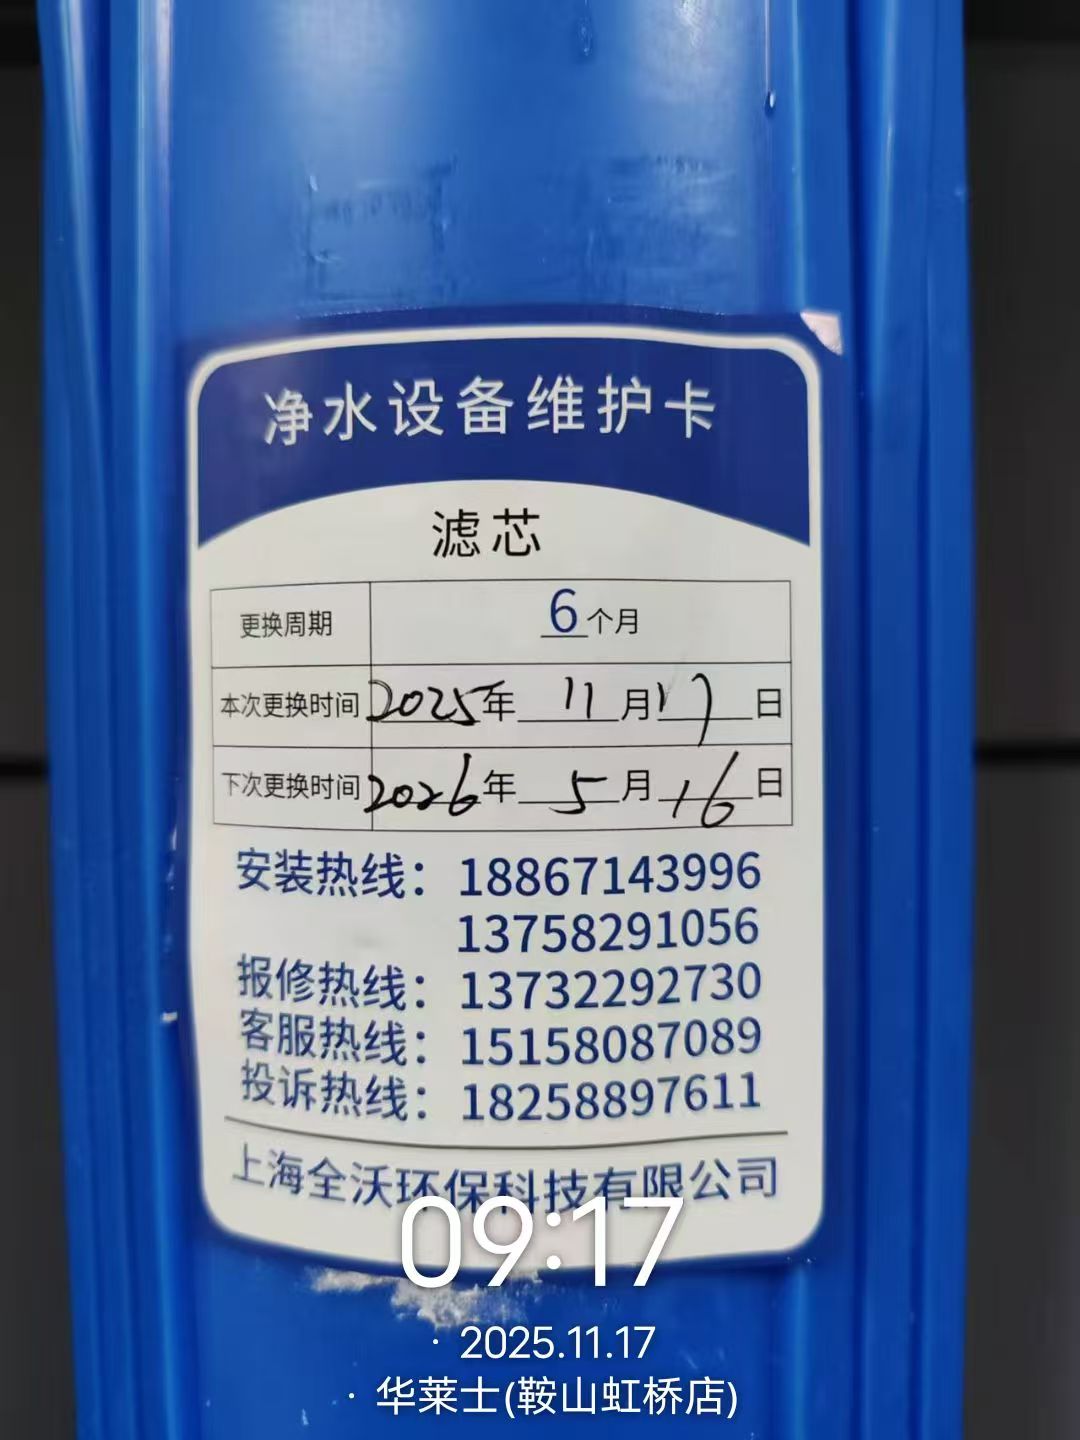 净水设备维护卡
滤芯
更换周期 6个月
本次更换时间 2025年 11月17日
下次更换时间 2026年 5月16日
安装热线：18867143996
13758291056
报修热线：13732292730
客服热线：15158087089
投诉热线：18258897611
上海全沃环保科技有限公司
09:17
· 2025.11.17
· 华莱士(鞍山虹桥店)